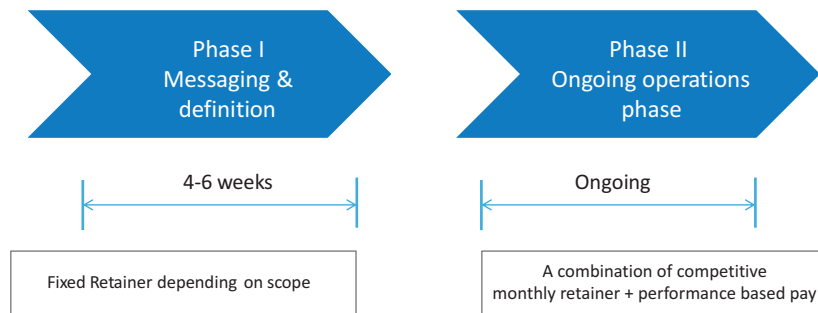 Phase I
Messaging &
definition
Phase II
Ongoing operations
phase
4-6 weeks
Ongoing
Fixed Retainer depending on scope
A combination of competitive
monthly retainer + performance based pay